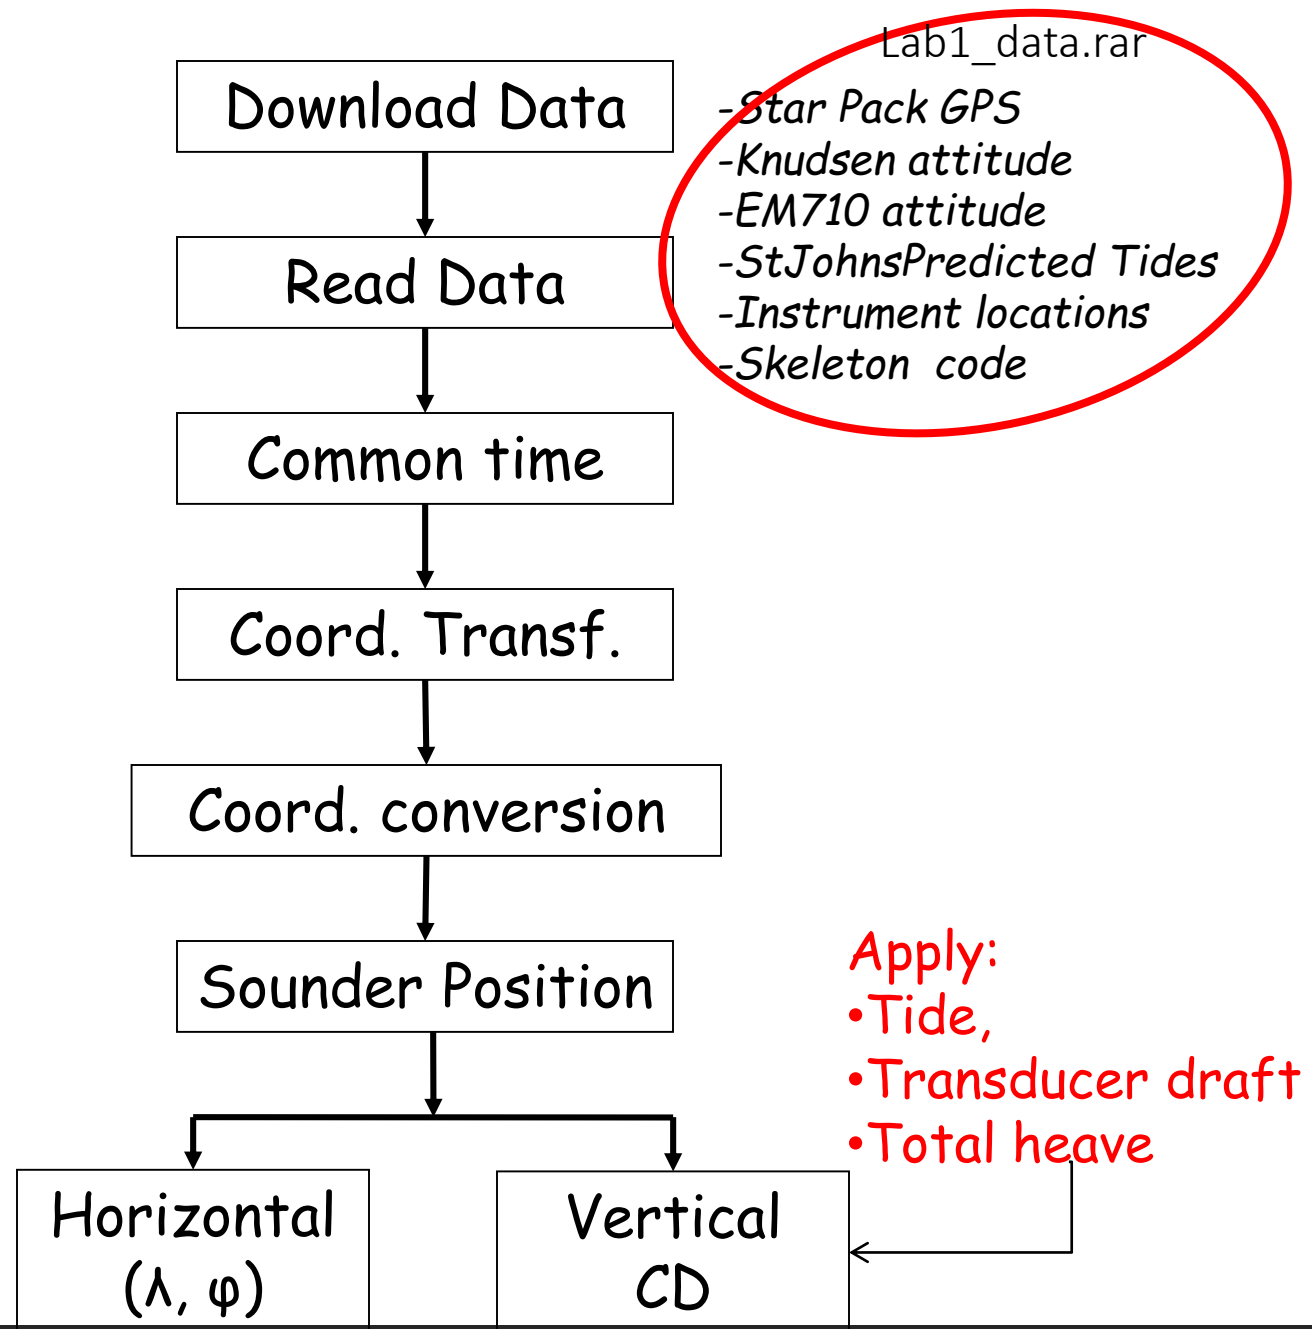 Lab1_data.rar
Download Data
-Star Pack GPS
-Knudsen attitude
-EM710 attitude
-StJohnsPredicted Tides
-Instrument locations
-Skeleton code
Read Data
Common time
Coord. Transf.
Coord. conversion
Sounder Position
Apply:
•Tide,
•Transducer draft
•Total heave
Horizontal
(λ, φ)
Vertical
CD